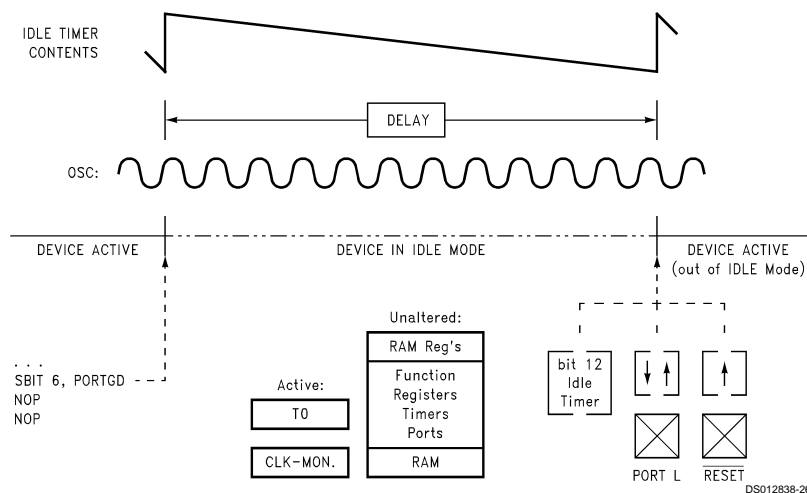 IDLE TIMER
CONTENTS
DELAY
OSC:
DEVICE ACTIVE
DEVICE IN IDLE MODE
DEVICE ACTIVE
(out of IDLE Mode)
. . .
SBIT 6, PORTGD
NOP
NOP
Active:
T0
CLK-MON.
Unaltered:
RAM Reg's
Function
Registers
Timers
Ports
RAM
bit 12
Idle
Timer
PORT L
RESET
DS012838-20